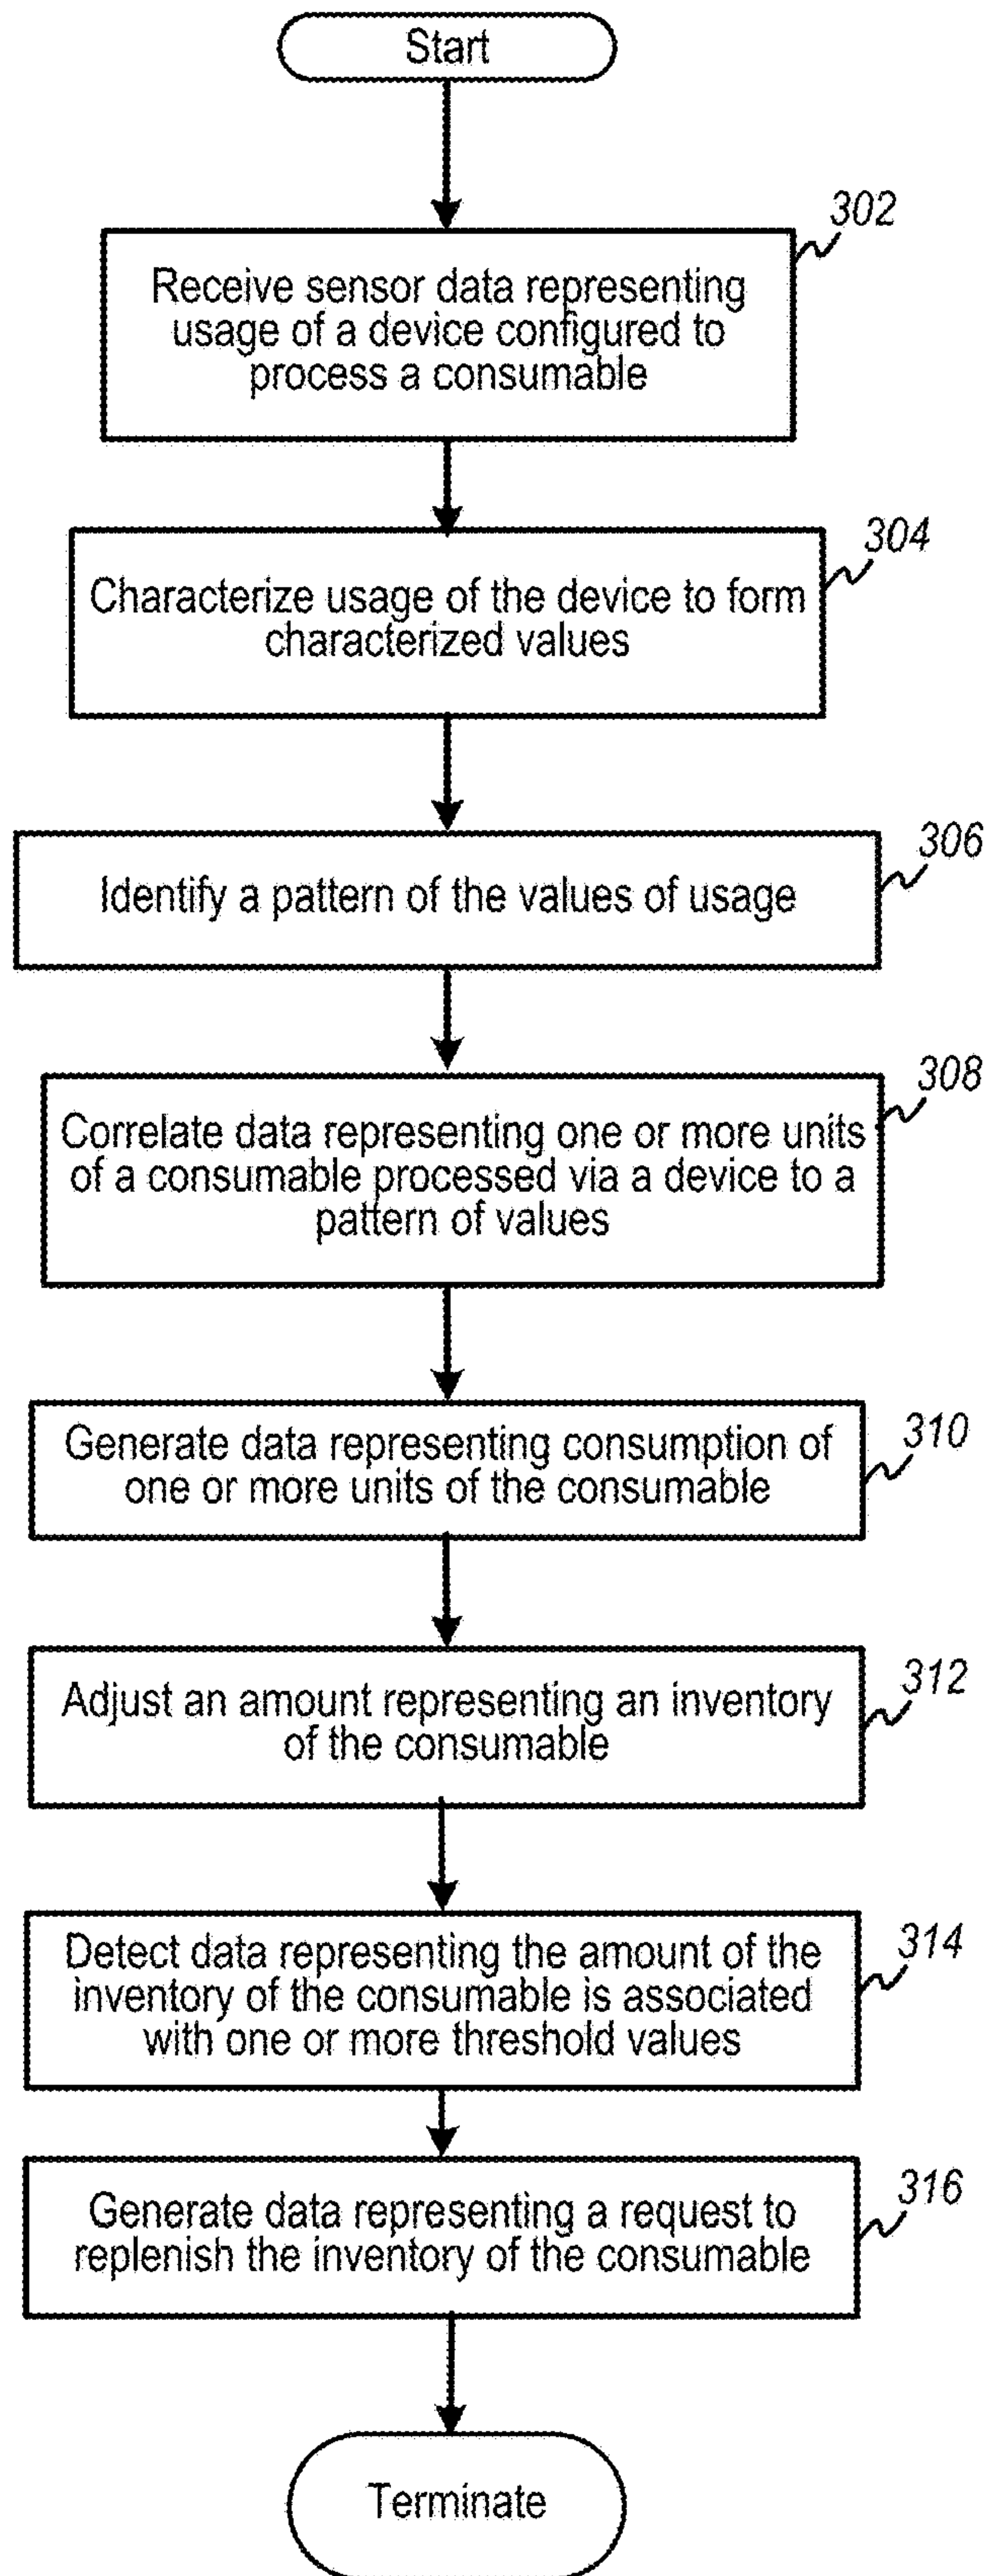 Start
302
Receive sensor data representing
usage of a device configured to
process a consumable
304
Characterize usage of the device to form
characterized values
306
Identify a pattern of the values of usage
308
Correlate data representing one or more units
of a consumable processed via a device to a
pattern of values
310
Generate data representing consumption of
one or more units of the consumable
312
Adjust an amount representing an inventory
of the consumable
314
Detect data representing the amount of the
inventory of the consumable is associated
with one or more threshold values
316
Generate data representing a request to
replenish the inventory of the consumable
Terminate